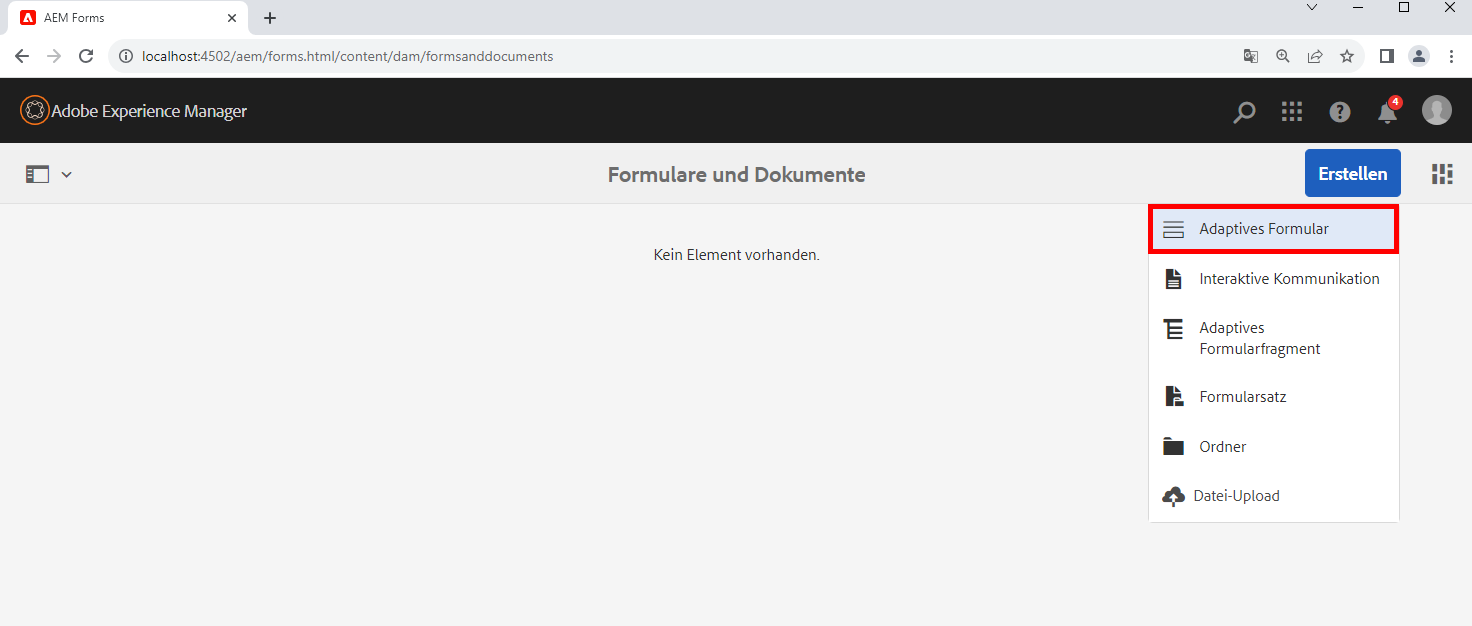 AEM Forms
localhost:4502/aem/forms.html/content/dam/formsanddocuments
Adobe Experience Manager
4
Formulare und Dokumente
Erstellen
Kein Element vorhanden.
Adaptives Formular
Interaktive Kommunikation
Adaptives
Formularfragment
Formularsatz
Ordner
Datei-Upload